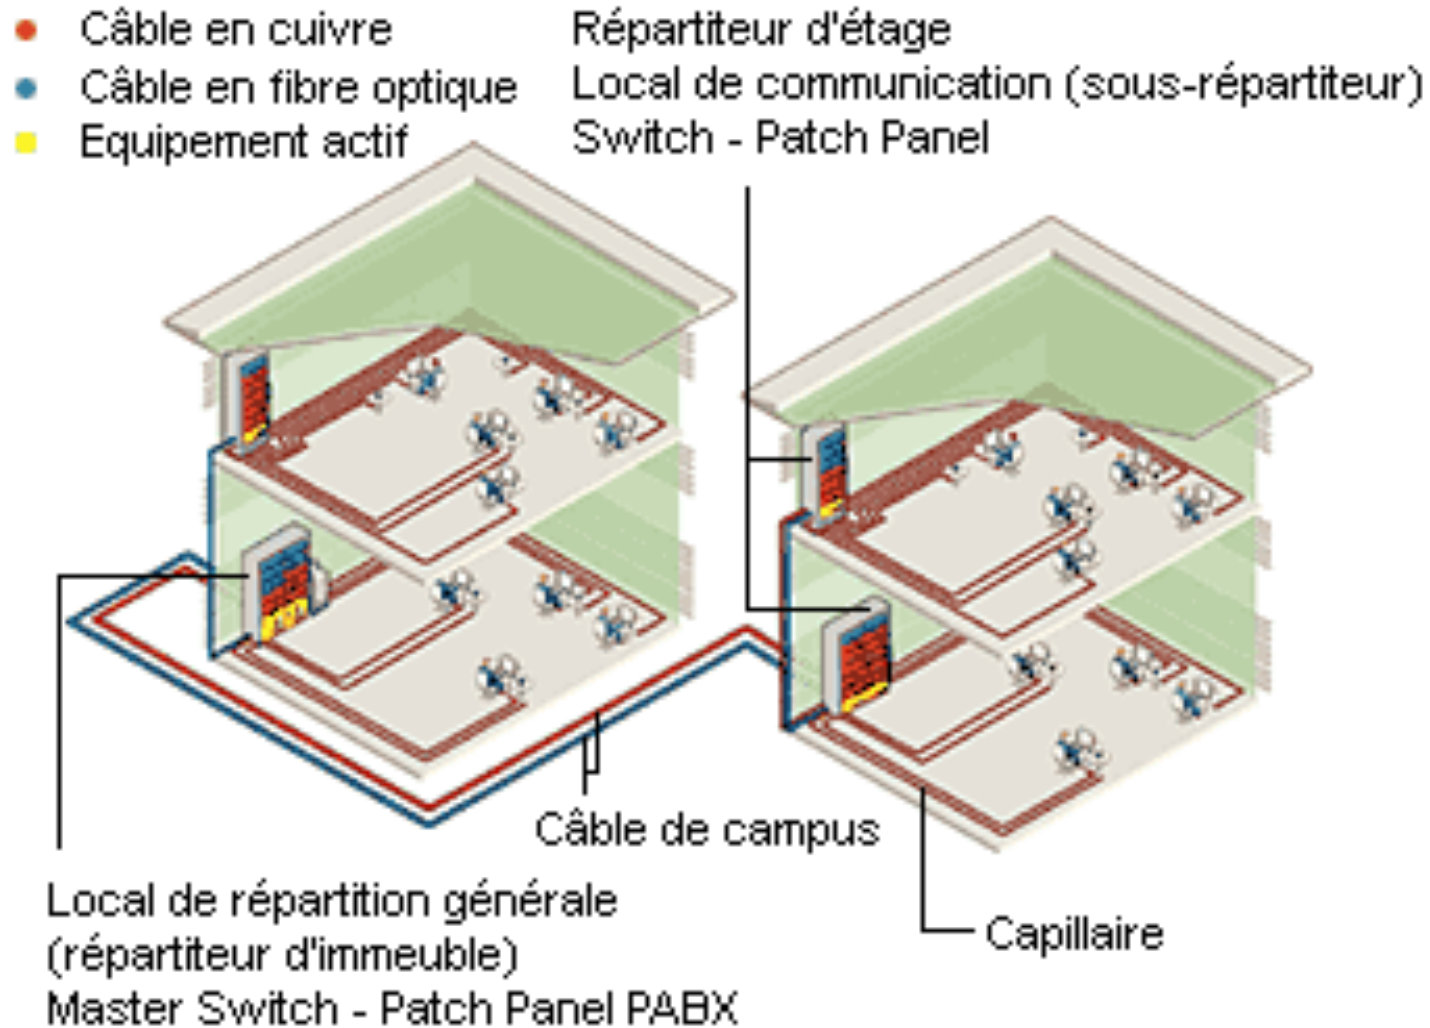 Câble en cuivre
Câble en fibre optique
Equipement actif
Répartiteur d'étage
Local de communication (sous-répartiteur)
Switch - Patch Panel
Câble de campus
Local de répartition générale
(répartiteur d'immeuble)
Master Switch - Patch Panel PABX
Capillaire